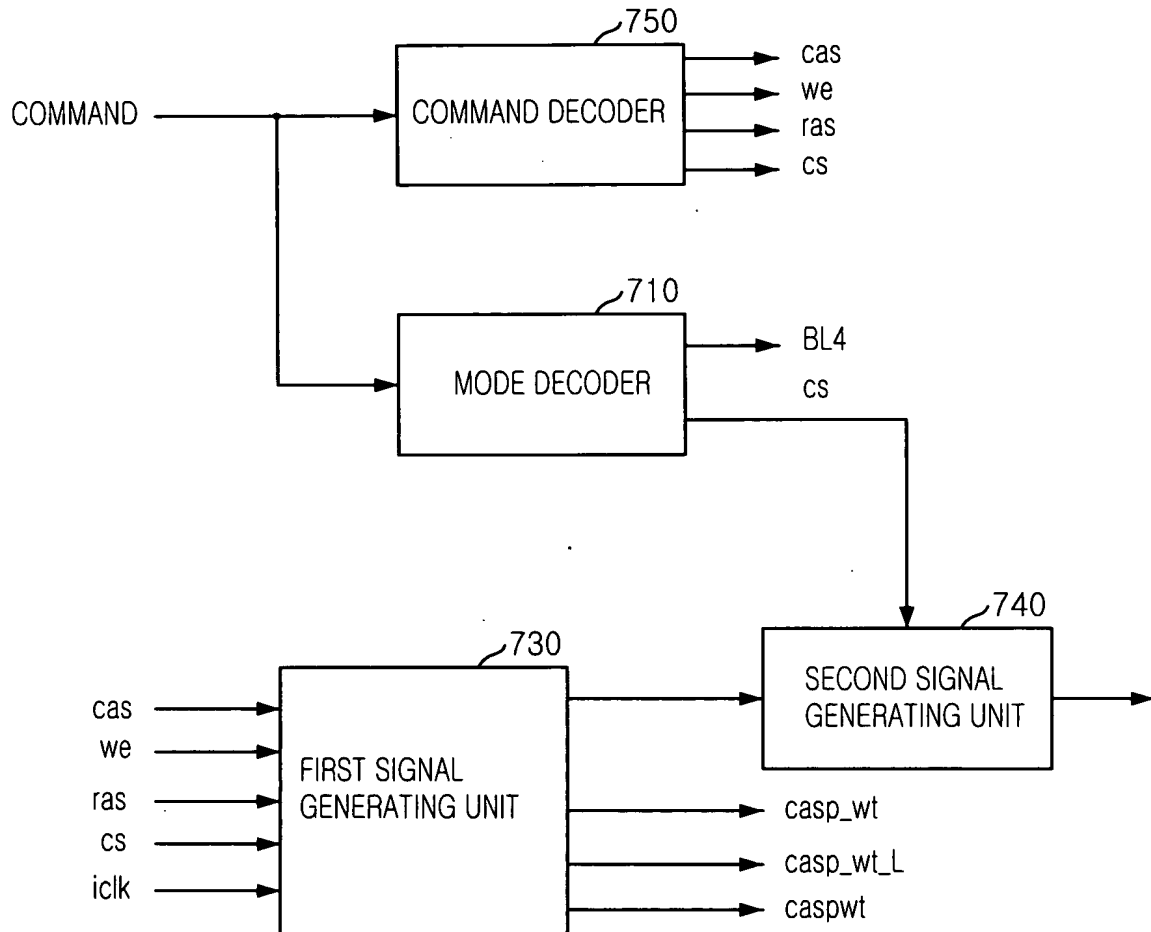 750
COMMAND
COMMAND DECODER
cas
we
ras
cs
710
MODE DECODER
BL4
cs
740
SECOND SIGNAL
GENERATING UNIT
730
cas
we
ras
cs
iclk
FIRST SIGNAL
GENERATING UNIT
casp_wt
casp_wt_L
caspwt